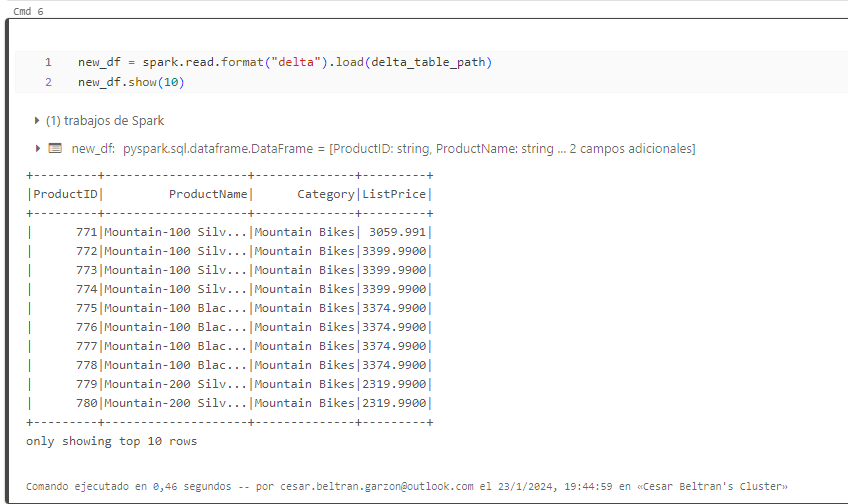 Cmd 6
1 new_df = spark.read.format("delta").load(delta_table_path)
2 new_df.show(10)
(1) trabajos de Spark
new_df: pyspark.sql.dataframe.DataFrame = [ProductID: string, ProductName: string ... 2 campos adicionales]
+---------+--------------------+--------------+---------+
|ProductID|         ProductName|      Category|ListPrice|
+---------+--------------------+--------------+---------+
|      771|Mountain-100 Silv...|Mountain Bikes| 3059.991|
|      772|Mountain-100 Silv...|Mountain Bikes|3399.9900|
|      773|Mountain-100 Silv...|Mountain Bikes|3399.9900|
|      774|Mountain-100 Silv...|Mountain Bikes|3399.9900|
|      775|Mountain-100 Blac...|Mountain Bikes|3374.9900|
|      776|Mountain-100 Blac...|Mountain Bikes|3374.9900|
|      777|Mountain-100 Blac...|Mountain Bikes|3374.9900|
|      778|Mountain-100 Blac...|Mountain Bikes|3374.9900|
|      779|Mountain-200 Silv...|Mountain Bikes|2319.9900|
|      780|Mountain-200 Silv...|Mountain Bikes|2319.9900|
+---------+--------------------+--------------+---------+
only showing top 10 rows
Comando ejecutado en 0,46 segundos -- por cesar.beltran.garzon@outlook.com el 23/1/2024, 19:44:59 en «Cesar Beltran's Cluster»